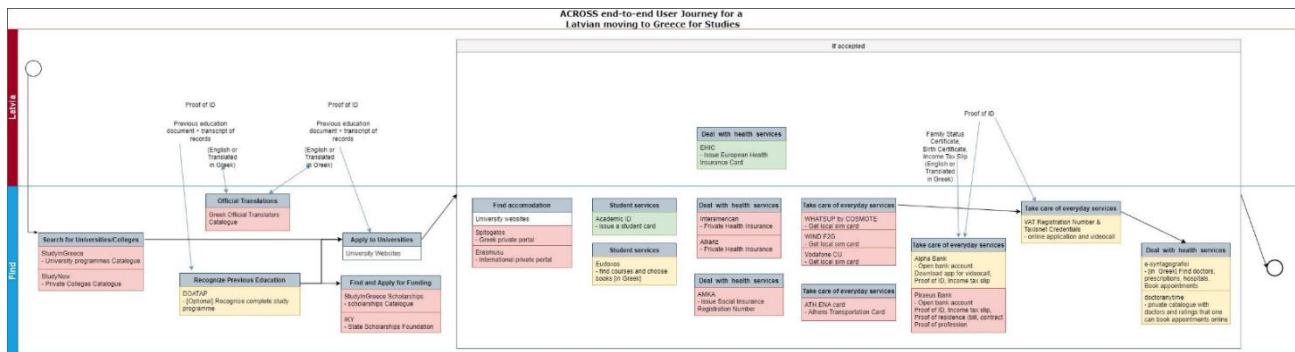 ACROSS end-to-end User Journey for a
Latvian moving to Greece for Studies
If accepted
Latvia
Proof of ID
Previous education
document + transcript of
records
(English or
Translated
in Greek)
Proof of ID
Previous education
document + transcript of
records
(English or
Translated
in Greek)
Deal with health services
EHIC
- Issue European Health
Insurance Card
Proof of ID
Family Status
Certificate,
Birth Certificate,
Income Tax Slip
(English or
Translated
in Greek)
Find
Search for Universities/Colleges
StudyInGreece
- University programmes Catalogue
StudyNow
- Private Colleges Catalogue
Official Translations
Greek Official Translators
Catalogue
Recognize Previous Education
DOATAP
- [Optional] Recognise complete study
programme
Apply to Universities
University Websites
Find and Apply for Funding
StudyInGreece Scholarships
- scholarships Catalogue
IKY
- State Scholarships Foundation
Find accomodation
University websites
Spitogatos
- Greek private portal
Erasmusu
- International private portal
Student services
Academic ID
- issue a student card
Student services
Eudoxos
- find courses and choose
books [in Greek]
Deal with health services
Interamerican
- Private Health Insurance
Allianz
- Private Health Insurance
Deal with health services
AMKA
- Issue Social Insurance
Registration Number
Take care of everyday services
WHATSUP by COSMOTE
- Get local sim card
WIND F2G
- Get local sim card
Vodafone CU
- Get local sim card
Take care of everyday services
ATH.ENA card
- Athens Transportation Card
Take care of everyday services
Alpha Bank
- Open bank account
Download app for videocall,
Proof of ID, Income tax slip
Piraeus Bank
- Open bank account
Proof of ID, Income tax slip,
Proof of residence (bill, contract
Proof of profession
Take care of everyday services
VAT Registration Number &
Taxisnet Credentials
- online application and videocall
Deal with health services
e-syntagografisi
- [in Greek] Find doctors,
prescriptions, hospitals.
Book appointments
doctoranytime
- private catalogue with
doctors and ratings that one
can book appointments online